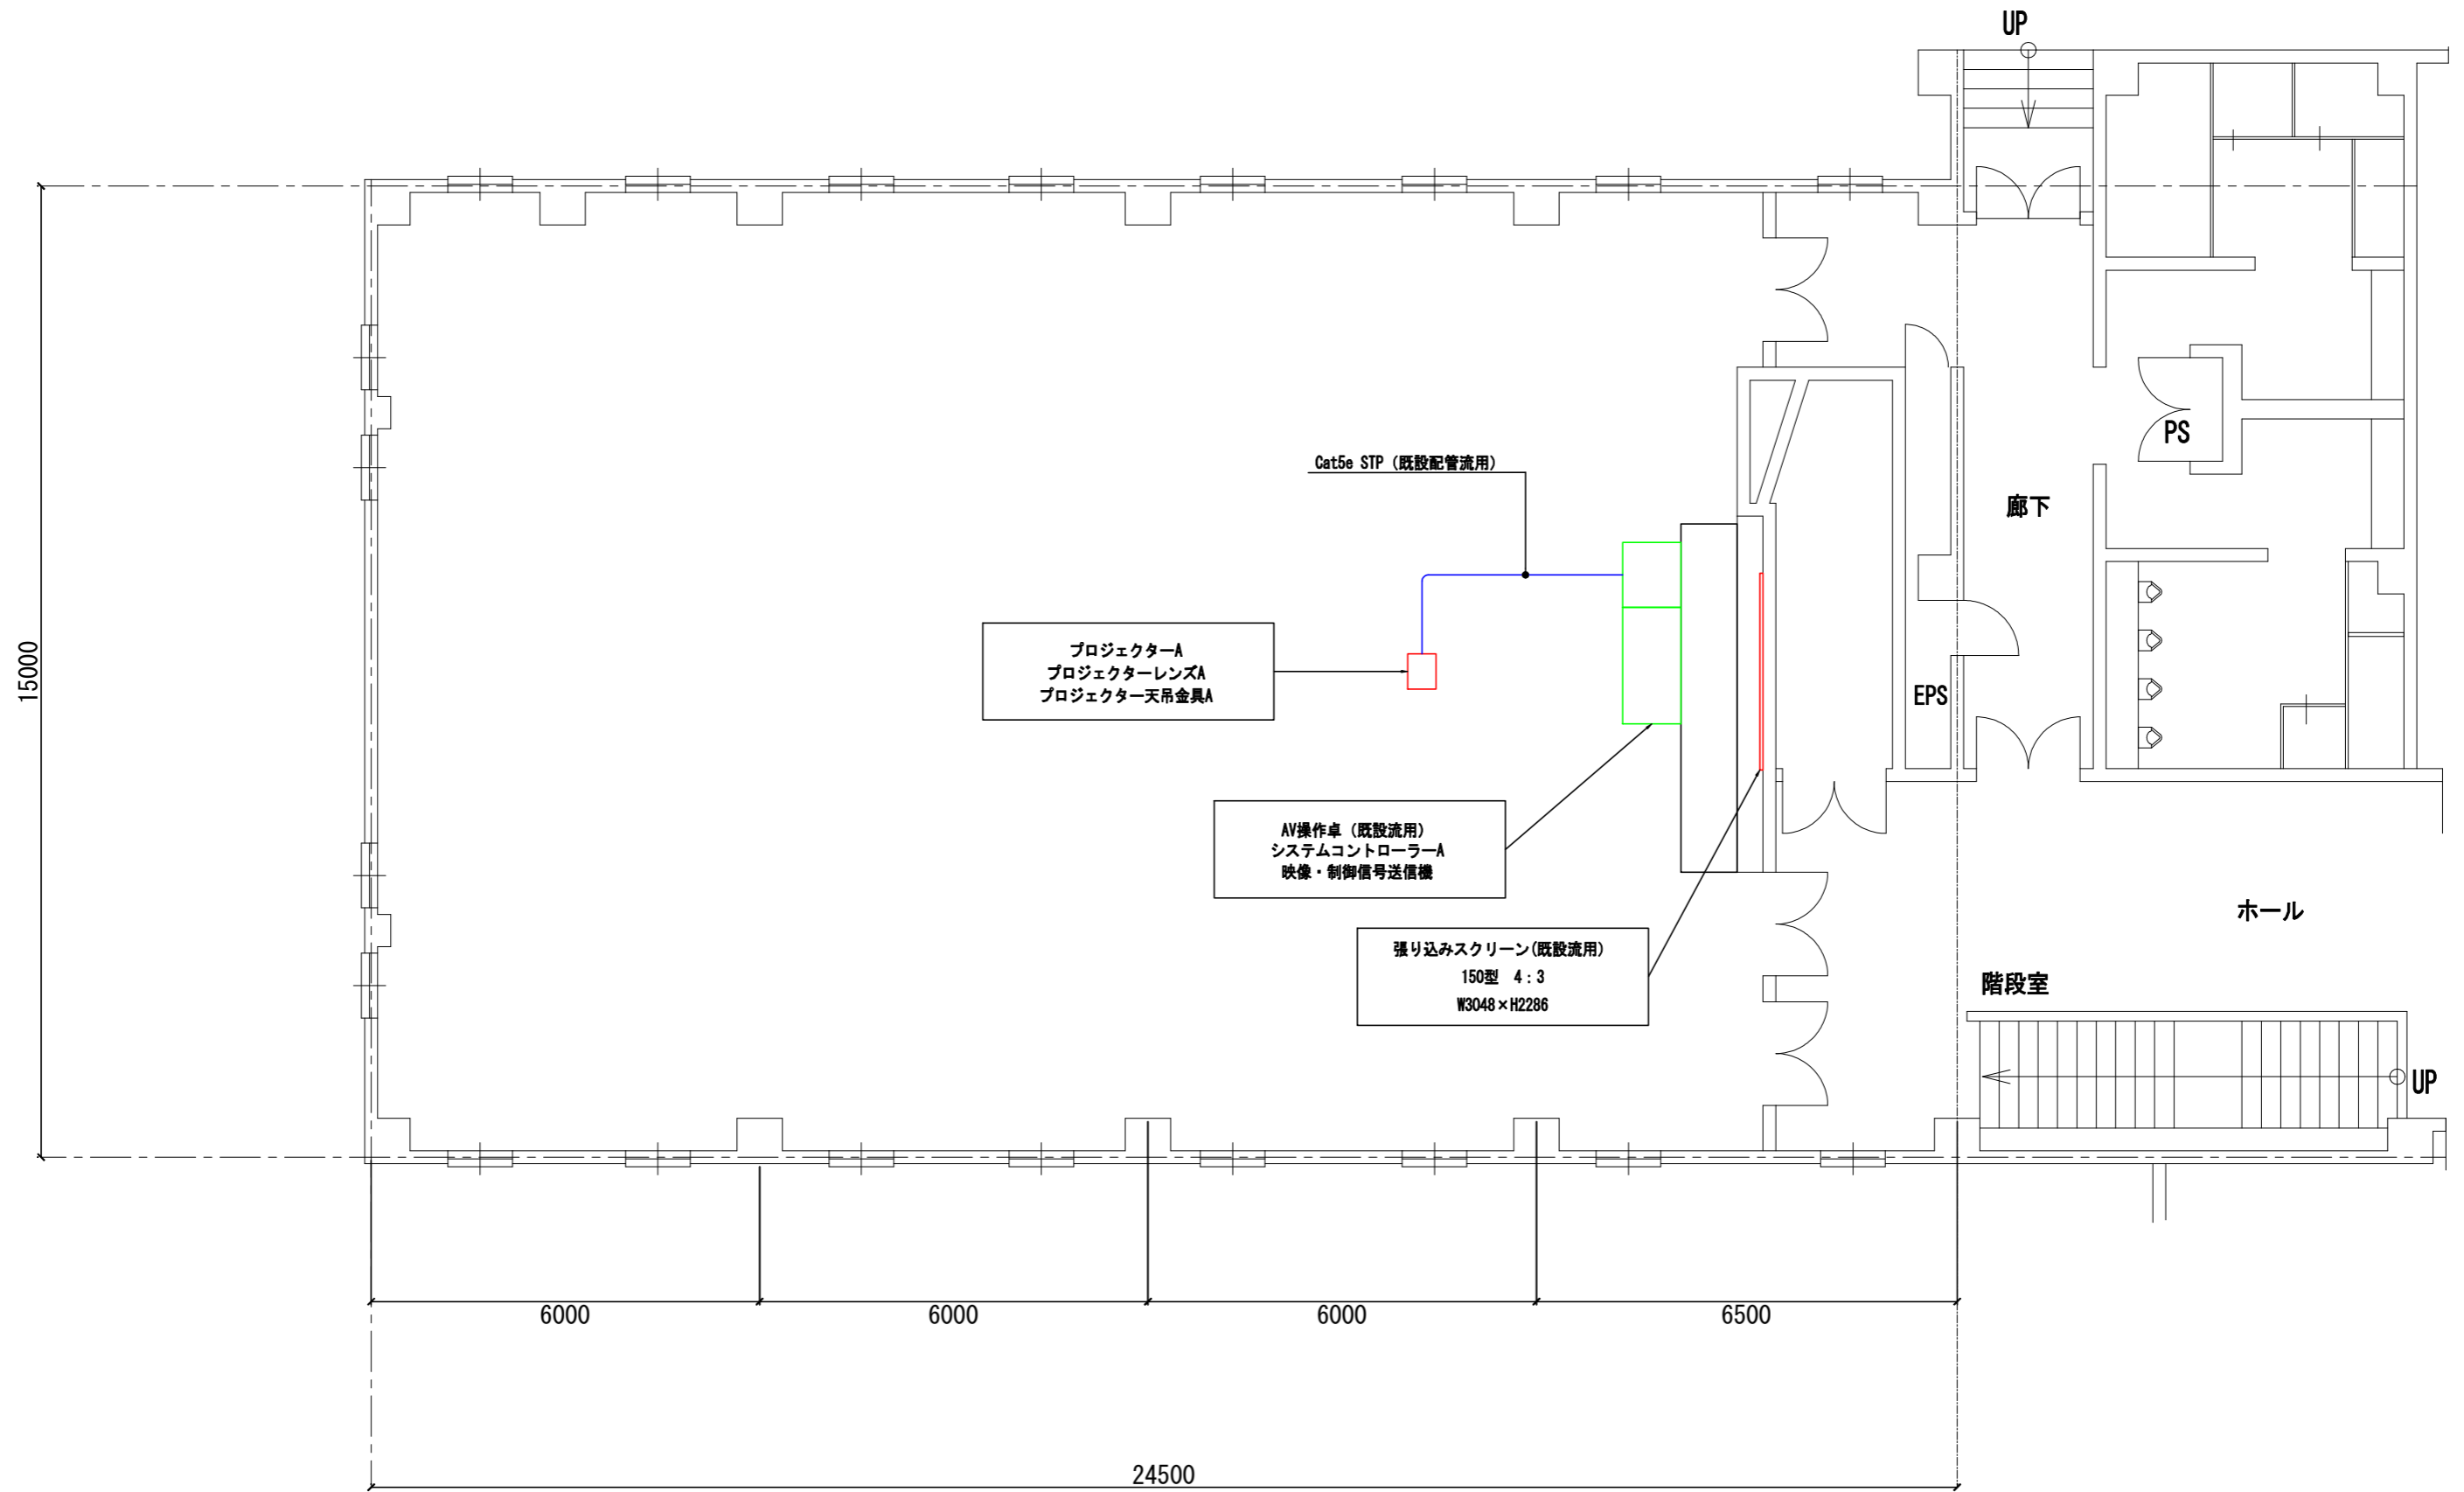 UP
Cat5e STP (既設配管流用)
PS
廊下
プロジェクターA
プロジェクターレンズA
プロジェクター天吊金具A
15000
EPS
AV操作卓 (既設流用)
システムコントローラーA
映像・制御信号送信機
ホール
張り込みスクリーン(既設流用)
150型 4:3
W3048×H2286
階段室
UP
6000
6000
6000
6500
24500